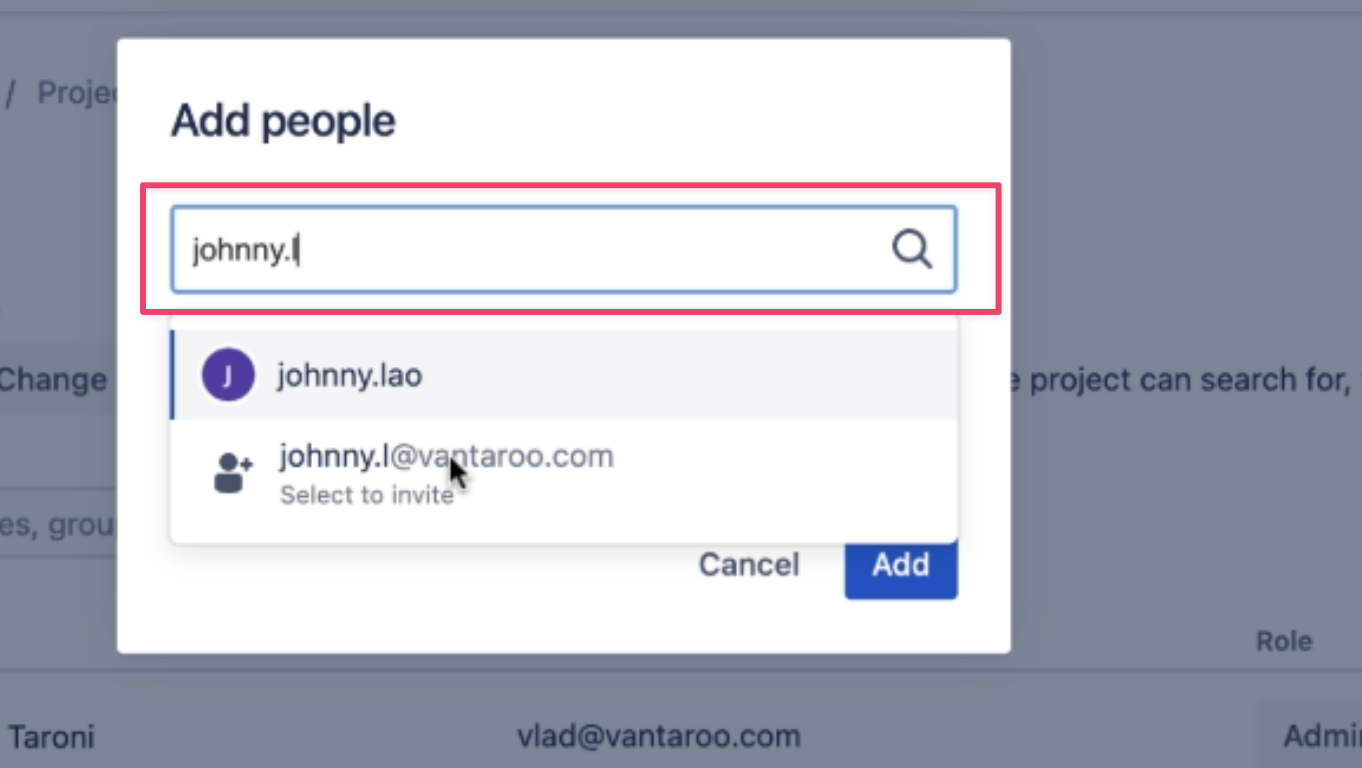 / Projec
Add people
johnny.l
J johnny.lao
Change
e project can search for,
johnny.l@vantaroo.com
Select to invite
es, grou
Cancel Add
Role
Taroni vlad@vantaroo.com Admi